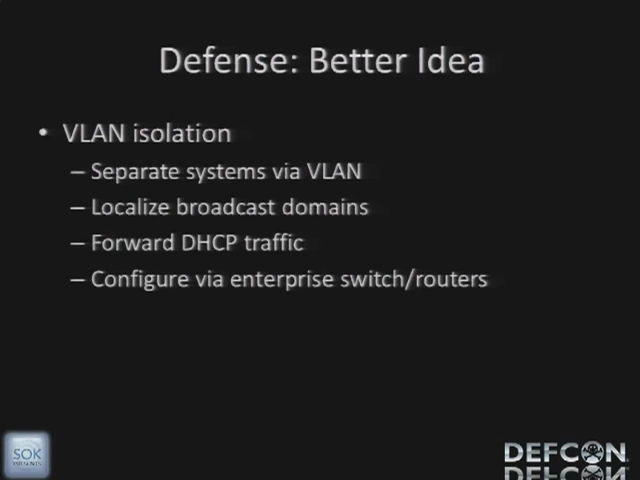 Defense: Better Idea
• VLAN isolation
– Separate systems via VLAN
– Localize broadcast domains
– Forward DHCP traffic
– Configure via enterprise switch/routers
SOK
PRESENTS
DEFCON